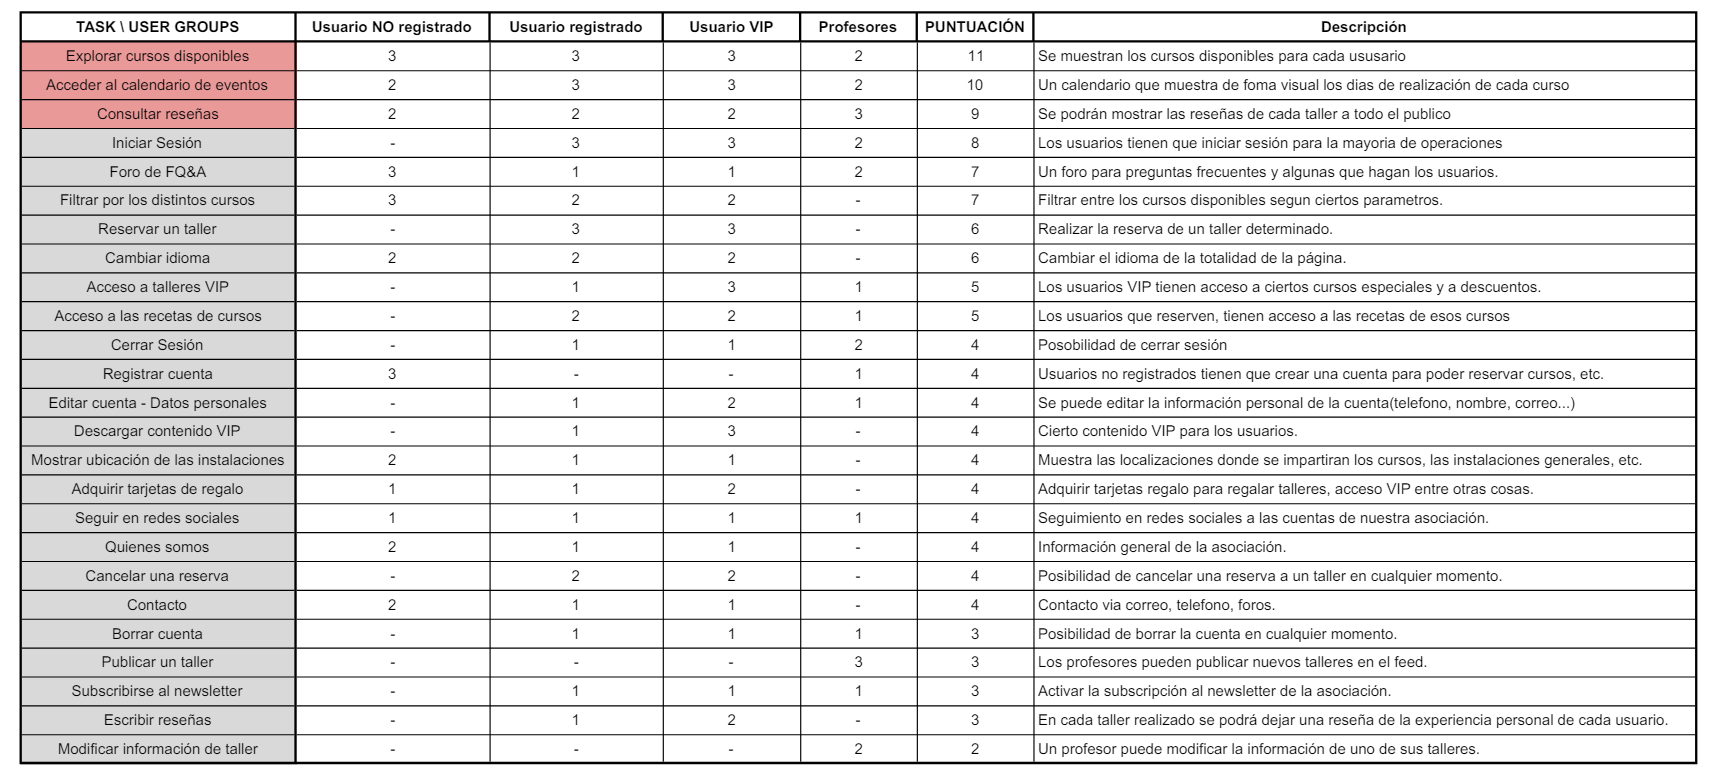 TASK \ USER GROUPS Usuario NO registrado Usuario registrado Usuario VIP Profesores PUNTUACIÓN Descripción
Explorar cursos disponibles 3 3 3 2 11 Se muestran los cursos disponibles para cada ususario
Acceder al calendario de eventos 2 3 3 2 10 Un calendario que muestra de foma visual los dias de realización de cada curso
Consultar reseñas 2 2 2 3 9 Se podrán mostrar las reseñas de cada taller a todo el publico
Iniciar Sesión - 3 3 2 8 Los usuarios tienen que iniciar sesión para la mayoria de operaciones
Foro de FQ&A 3 1 1 2 7 Un foro para preguntas frecuentes y algunas que hagan los usuarios.
Filtrar por los distintos cursos 3 2 2 - 7 Filtrar entre los cursos disponibles segun ciertos parametros.
Reservar un taller - 3 3 - 6 Realizar la reserva de un taller determinado.
Cambiar idioma 2 2 2 - 6 Cambiar el idioma de la totalidad de la página.
Acceso a talleres VIP - 1 3 1 5 Los usuarios VIP tienen acceso a ciertos cursos especiales y a descuentos.
Acceso a las recetas de cursos - 2 2 1 5 Los usuarios que reserven, tienen acceso a las recetas de esos cursos
Cerrar Sesión - 1 1 2 4 Posobilidad de cerrar sesión
Registrar cuenta 3 - - 1 4 Usuarios no registrados tienen que crear una cuenta para poder reservar cursos, etc.
Editar cuenta - Datos personales - 1 2 1 4 Se puede editar la información personal de la cuenta(telefono, nombre, correo...)
Descargar contenido VIP - 1 3 - 4 Cierto contenido VIP para los usuarios.
Mostrar ubicación de las instalaciones 2 1 1 - 4 Muestra las localizaciones donde se impartiran los cursos, las instalaciones generales, etc.
Adquirir tarjetas de regalo 1 1 2 - 4 Adquirir tarjetas regalo para regalar talleres, acceso VIP entre otras cosas.
Seguir en redes sociales 1 1 1 1 4 Seguimiento en redes sociales a las cuentas de nuestra asociación.
Quienes somos 2 1 1 - 4 Información general de la asociación.
Cancelar una reserva - 2 2 - 4 Posibilidad de cancelar una reserva a un taller en cualquier momento.
Contacto 2 1 1 - 4 Contacto via correo, telefono, foros.
Borrar cuenta - 1 1 1 3 Posibilidad de borrar la cuenta en cualquier momento.
Publicar un taller - - - 3 3 Los profesores pueden publicar nuevos talleres en el feed.
Subscribirse al newsletter - 1 1 1 3 Activar la subscripción al newsletter de la asociación.
Escribir reseñas - 1 2 - 3 En cada taller realizado se podrá dejar una reseña de la experiencia personal de cada usuario.
Modificar información de taller - - - 2 2 Un profesor puede modificar la información de uno de sus talleres.